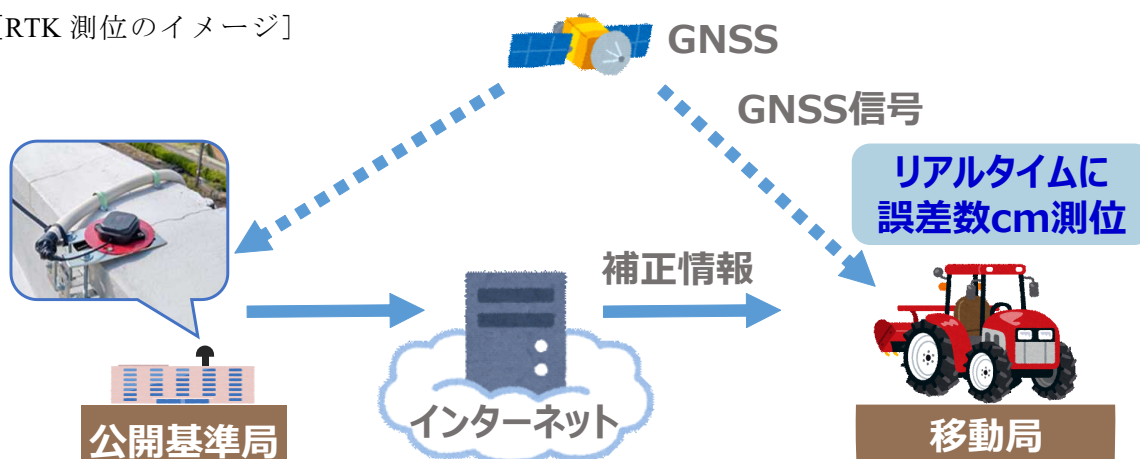 [RTK 測位のイメージ]
GNSS
GNSS信号
リアルタイムに
誤差数cm測位
補正情報
インターネット
公開基準局
移動局